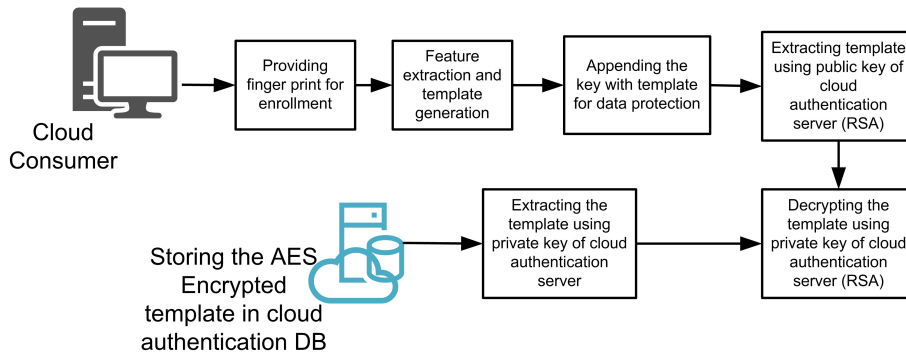 Cloud
Consumer
Providing
finger print for
enrollment
Feature
extraction and
template
generation
Appending the
key with template
for data protection
Extracting template
using public key of
cloud
authentication
server (RSA)
Storing the AES
Encrypted
template in cloud
authentication DB
Extracting the
template using
private key of cloud
authentication
server
Decrypting the
template using
private key of cloud
authentication
server (RSA)